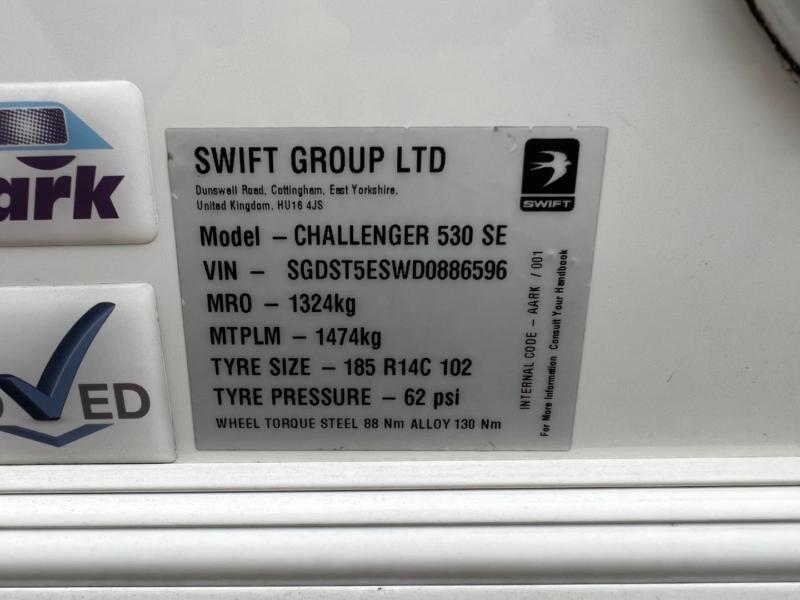 ark
OVED
SWIFT GROUP LTD
Dunswell Road, Cottingham, East Yorkshire,
United Kingdom. HU16 4JS
SWIFT
Model – CHALLENGER 530 SE
VIN – SGDST5ESWD0886596
MRO – 1324kg
MTPLM – 1474kg
TYRE SIZE – 185 R14C 102
TYRE PRESSURE – 62 psi
WHEEL TORQUE STEEL 88 Nm ALLOY 130 Nm
INTERNAL CODE – AARK / 001
For More Information Consult Your Handbook